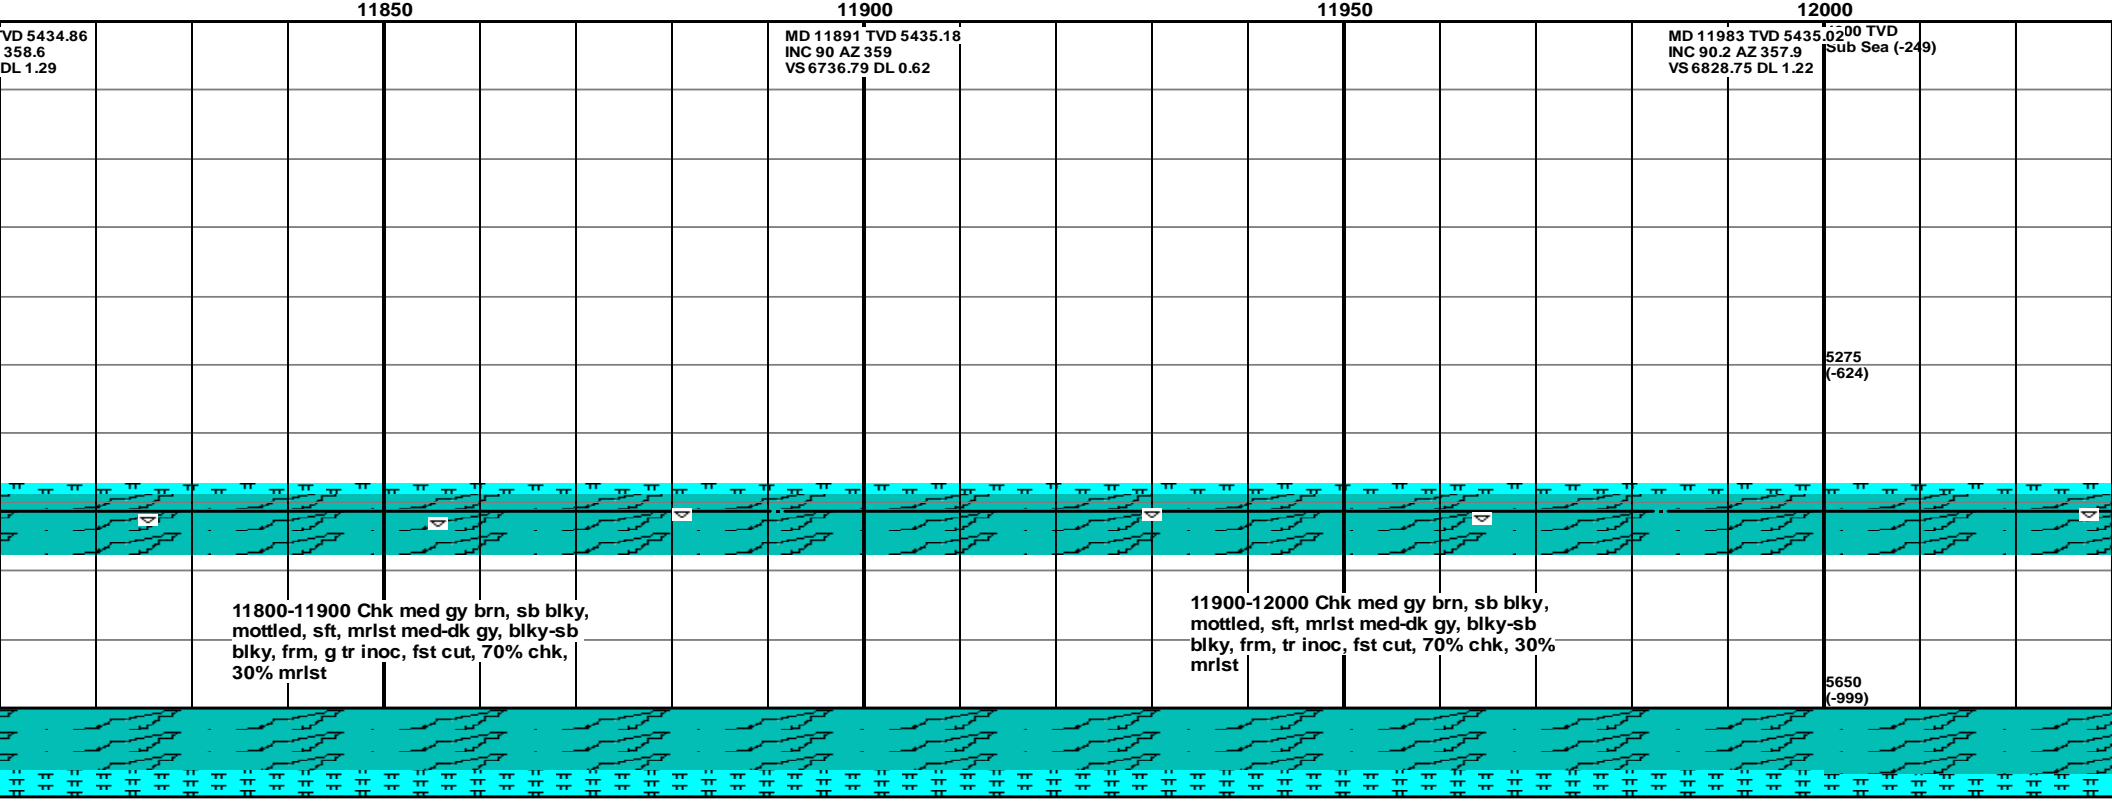 11850
11900
11950
12000
VD 5434.86
358.6
DL 1.29
MD 11891 TVD 5435.18
INC 90 AZ 359
VS 6736.79 DL 0.62
MD 11983 TVD 5435.02
INC 90.2 AZ 357.9
VS 6828.75 DL 1.22
00 TVD
Sub Sea (-249)
5275
(-624)
11800-11900 Chk med gy brn, sb blky,
mottled, sft, mrlst med-dk gy, blky-sb
blky, frm, g tr inoc, fst cut, 70% chk,
30% mrlst
11900-12000 Chk med gy brn, sb blky,
mottled, sft, mrlst med-dk gy, blky-sb
blky, frm, tr inoc, fst cut, 70% chk, 30%
mrlst
5650
(-999)